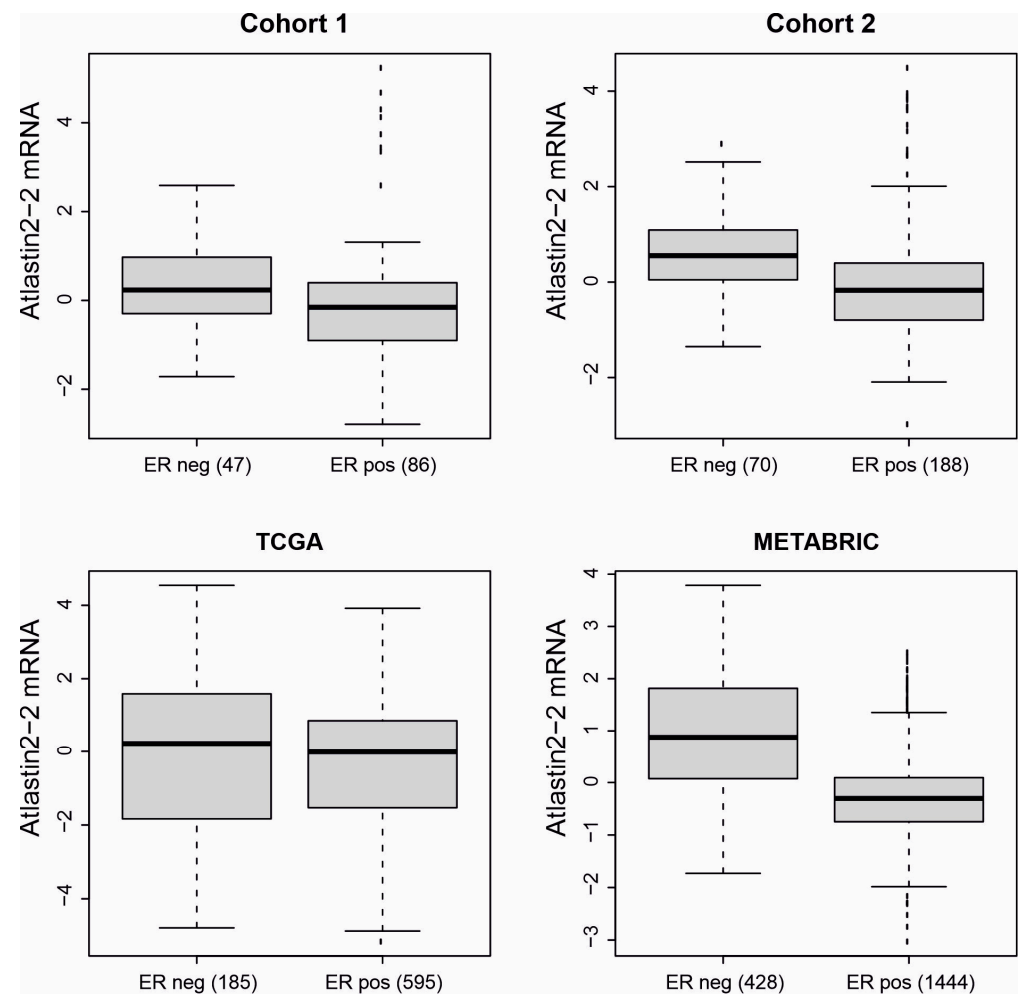 Cohort 1
Atlastin2−2 mRNA
4
2
0
−2
ER neg (47)
ER pos (86)
Cohort 2
Atlastin2−2 mRNA
4
2
0
−2
ER neg (70)
ER pos (188)
TCGA
Atlastin2−2 mRNA
4
2
0
−2
−4
ER neg (185)
ER pos (595)
METABRIC
Atlastin2−2 mRNA
4
3
2
1
0
−1
−2
−3
ER neg (428)
ER pos (1444)